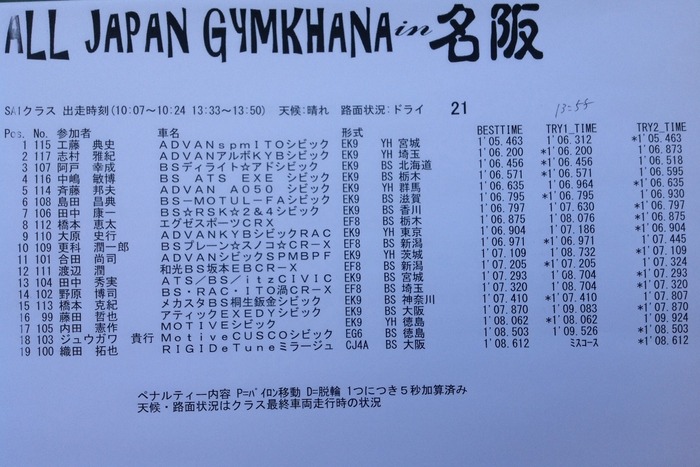 ALL JAPAN GYMKHANA in 名阪
SA1クラス 出走時刻(10:07～10:24 13:33～13:50) 天候:晴れ 路面状況:ドライ 21 13:58
Pos. No. 参加者 車名 形式 BESTTIME TRY1_TIME TRY2_TIME
1 115 工藤 典史 ADVANspmITOシビック EK9 YH 宮城 1'05.463 1'06.312 *1'05.463
2 117 志村 雅紀 ADVANアルボKYBシビック EK9 YH 埼玉 1'06.200 *1'06.200 1'06.873
3 107 阿戸 幸成 BSディライト☆アドシビック EK9 BS 北海道 1'06.456 *1'06.456 1'06.518
4 116 中嶋 敏博 BS ATS EKE シビック EK9 BS 栃木 1'06.571 *1'06.571 1'06.595
5 114 斉藤 邦夫 ADVAN A050 シビック EK9 YH 群馬 1'06.635 1'06.964 *1'06.635
6 108 島田 昌典 BS-MOTUL-FAシビック EK9 BS 滋賀 1'06.795 *1'06.795 1'06.930
7 106 田中 康一 BS☆RSK☆2&4シビック EK9 BS 香川 1'06.797 1'07.630 *1'06.797
8 112 橋本 恵太 エグゼスポーツCRX EF8 BS 栃木 1'06.875 1'08.076 *1'06.875
9 110 大原 史行 ADVANKYBシビックRAC EK9 YH 東京 1'06.904 1'07.186 *1'06.904
10 109 更科 潤一郎 BSプレーン☆スノコ☆CR-X EF8 BS 新潟 1'06.971 *1'06.971 1'07.445
11 101 合田 尚司 ADVANシビックSPMBPF EK9 YH 茨城 1'07.109 1'08.732 *1'07.109
12 111 渡辺 潤 和光BS坂本EBCR-X EF8 BS 新潟 1'07.205 *1'07.205 1'07.324
13 104 田中 秀実 ATS/BS/itzCIVIC EK9 BS 宮城 1'07.293 1'08.704 *1'07.293
14 102 野原 博司 BS・RAC・ITO渦CR-X EF8 BS 埼玉 1'07.320 1'08.704 *1'07.320
15 113 橋本 克紀 メカスタBS桐生鈑金シビック EK9 BS 神奈川 1'07.410 *1'07.410 1'07.807
16 99 藤田 哲也 アティックEXEDYシビック EK9 BS 大阪 1'07.870 1'09.083 *1'07.870
17 105 内田 憲作 MOTIVEシビック EK9 YH 徳島 1'08.062 *1'08.062 1'09.924
18 103 ジュウガワ 貴行 MotiveCUSCOシビック EG6 BS 徳島 1'08.503 1'09.526 *1'08.503
19 100 織田 拓也 RIGIDeTuneミラージュ CJ4A BS 大阪 1'08.612 ミスコース *1'08.612
ペナルティー内容 P=パイロン移動 D=脱輪 1つにつき5秒加算済み
天候・路面状況はクラス最終車両走行時の状況